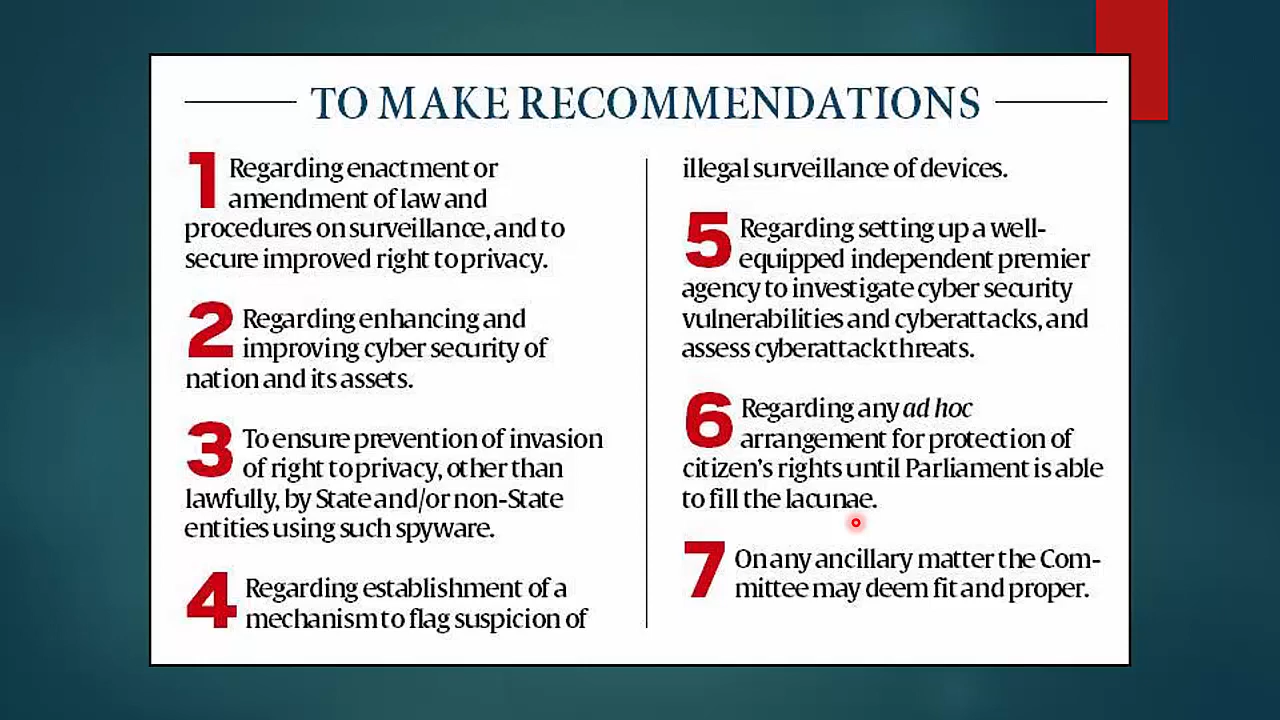 TO MAKE RECOMMENDATIONS
1 Regarding enactment or
amendment of law and
procedures on surveillance, and to
secure improved right to privacy.
2 Regarding enhancing and
improving cyber security of
nation and its assets.
3 To ensure prevention of invasion
of right to privacy, other than
lawfully, by State and/or non-State
entities using such spyware.
4 Regarding establishment of a
mechanism to flag suspicion of
illegal surveillance of devices.
5 Regarding setting up a well-
equipped independent premier
agency to investigate cyber security
vulnerabilities and cyberattacks, and
assess cyberattack threats.
6 Regarding any ad hoc
arrangement for protection of
citizen's rights until Parliament is able
to fill the lacunae.
7 On any ancillary matter the Com-
mittee may deem fit and proper.